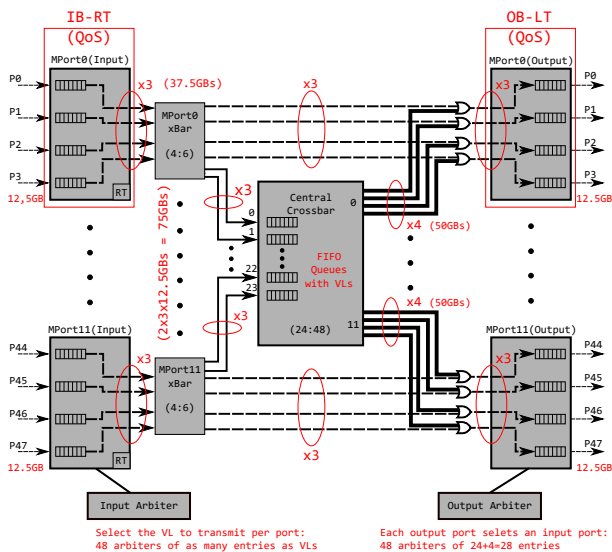 IB-RT
(QoS)
OB-LT
(QoS)
MPort0(Input)
MPort0(Output)
x3
(37.5GBs)
x3
x3
P0
P1
P2
P3
12,5GB
RT
MPort0
xBar
(4:6)
P0
P1
P2
P3
12.5GB
x3
(2x3x12.5GBs = 75GBs)
x3
Central
Crossbar
0
1
22
23
FIFO
Queues
with VLs
(24:48)
0
11
x4 (50GBs)
x4 (50GBs)
MPort11(Input)
MPort11(Output)
x3
x3
x3
P44
P45
P46
P47
12.5GB
RT
MPort11
xBar
(4:6)
P44
P45
P46
P47
12.5GB
Input Arbiter
Output Arbiter
Select the VL to transmit per port:
48 arbiters of as many entries as VLs
Each output port selets an input port:
48 arbiters of 24+4=28 entries